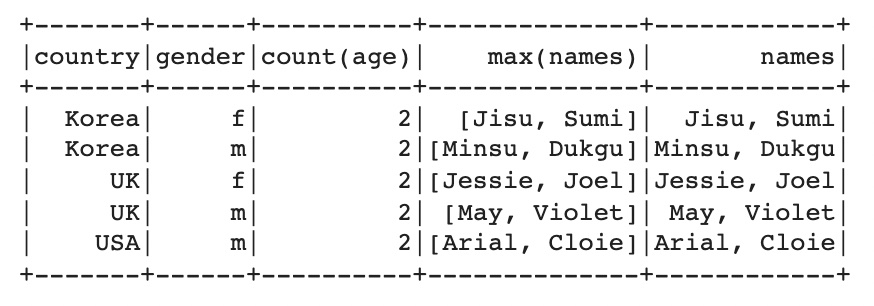 +-------+------+----------+---------------+------------+
|country|gender|count(age)|     max(names)|       names|
+-------+------+----------+---------------+------------+
|  Korea|     f|         2|   [Jisu, Sumi]|  Jisu, Sumi|
|  Korea|     m|         2|[Minsu, Dukgu]|Minsu, Dukgu|
|     UK|     f|         2|[Jessie, Joel]|Jessie, Joel|
|     UK|     m|         2| [May, Violet]| May, Violet|
|    USA|     m|         2|[Arial, Cloie]|Arial, Cloie|
+-------+------+----------+---------------+------------+